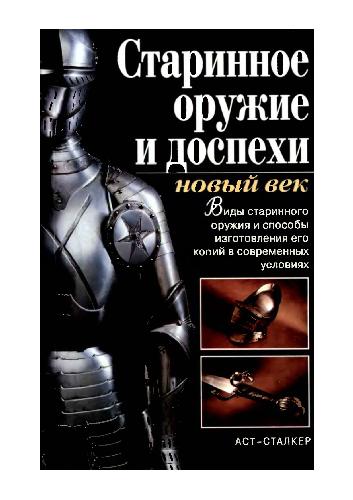 Старинное
оружие
и доспехи
новый век
Виды старинного
оружия и способы
изготовления его
копий в современных
условиях
АСТ-СТАЛКЕР